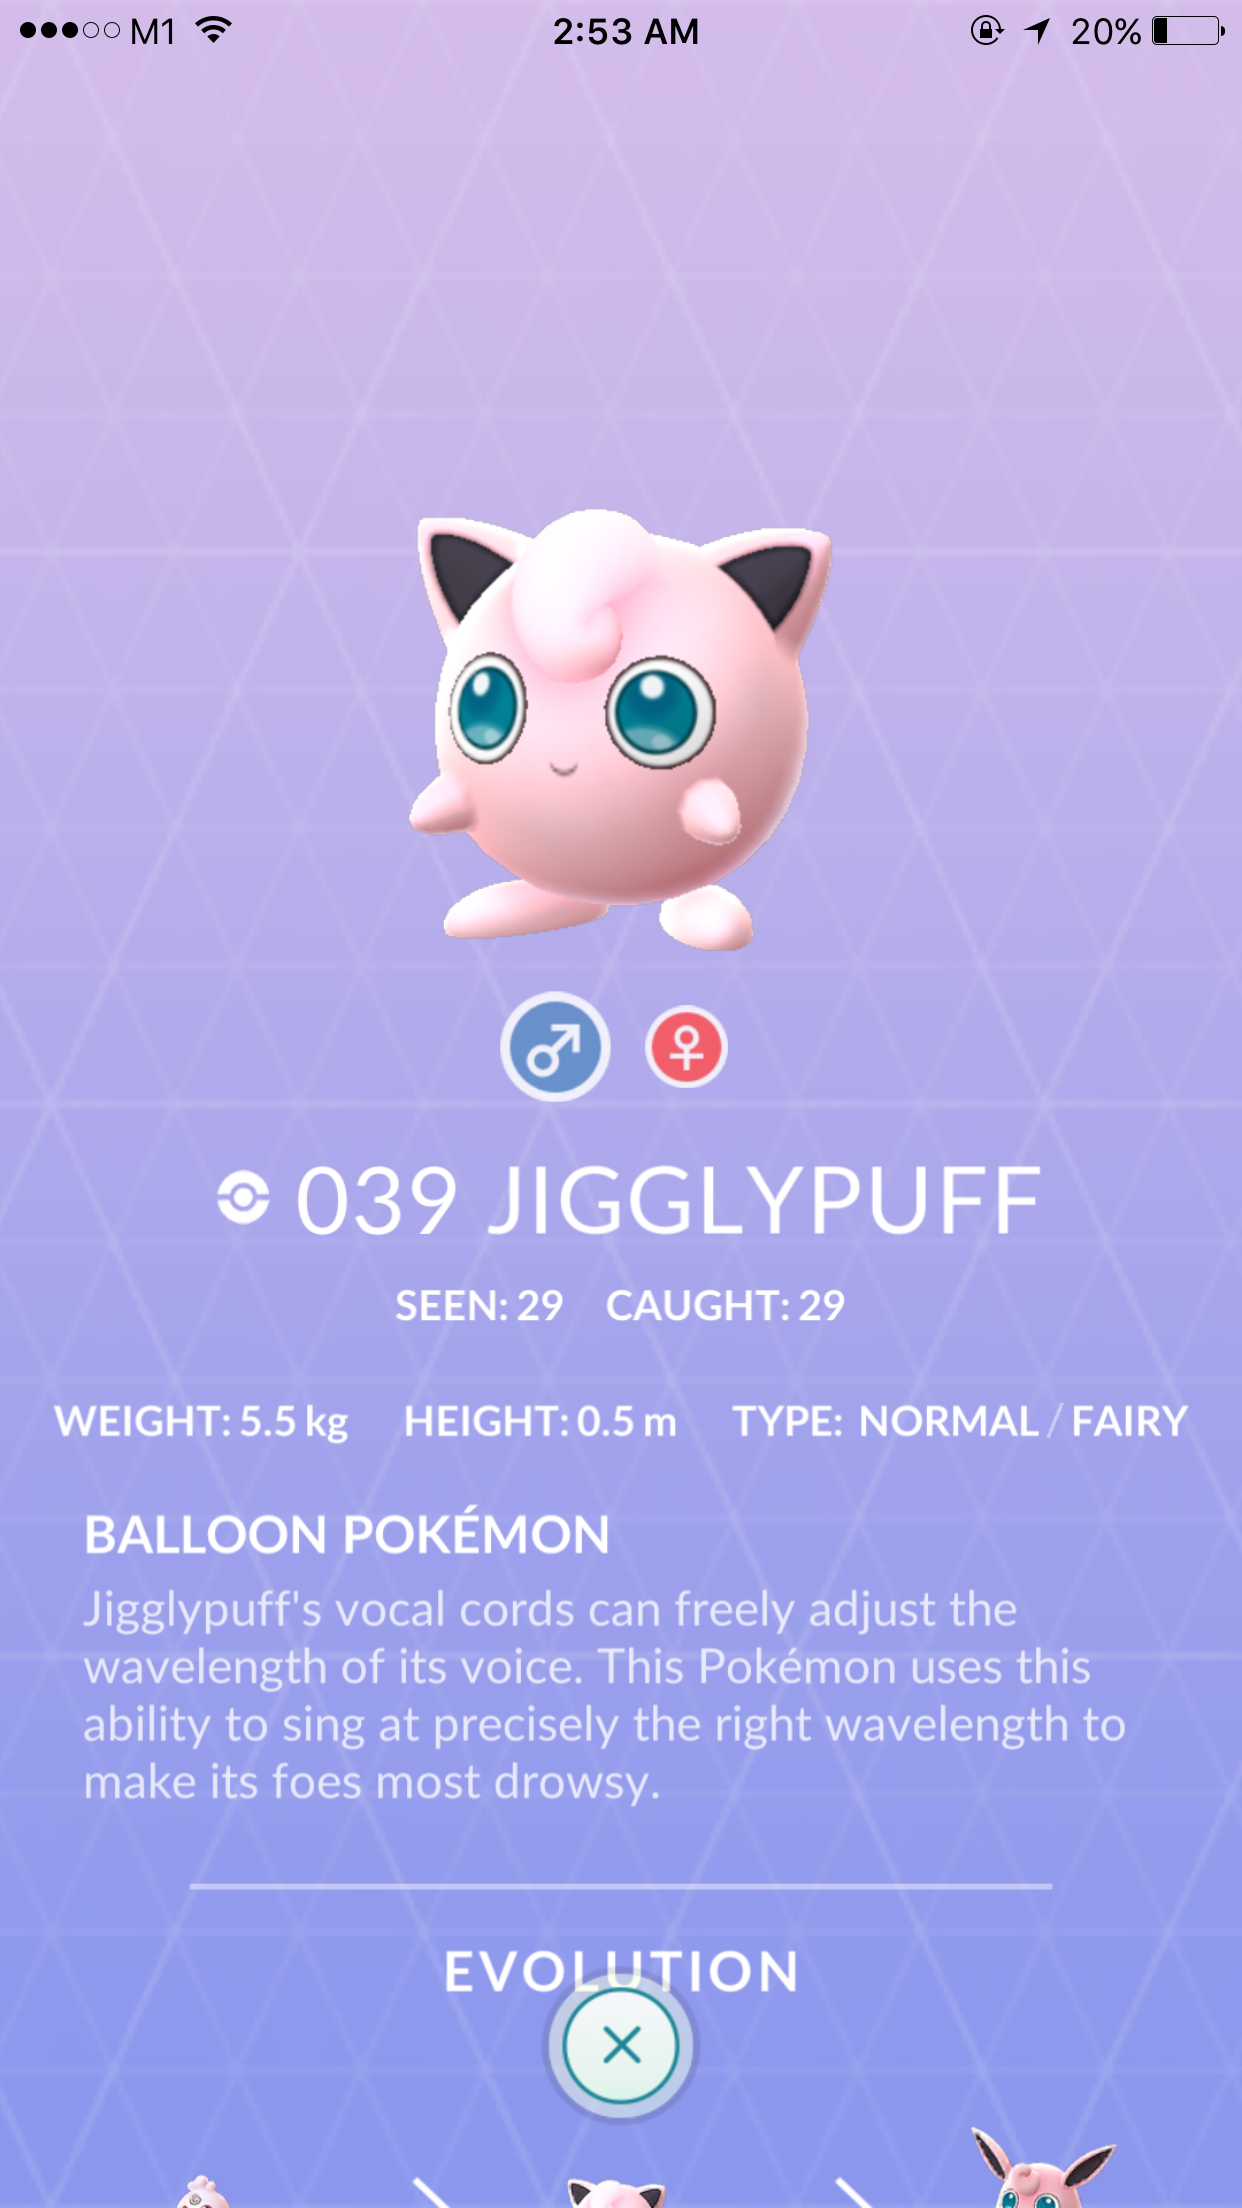 M1 2:53 AM 20%
039 JIGGLYPUFF
SEEN: 29 CAUGHT: 29
WEIGHT: 5.5 kg HEIGHT: 0.5 m TYPE: NORMAL / FAIRY
BALLOON POKÉMON
Jigglypuff's vocal cords can freely adjust the
wavelength of its voice. This Pokémon uses this
ability to sing at precisely the right wavelength to
make its foes most drowsy.
EVOLUTION